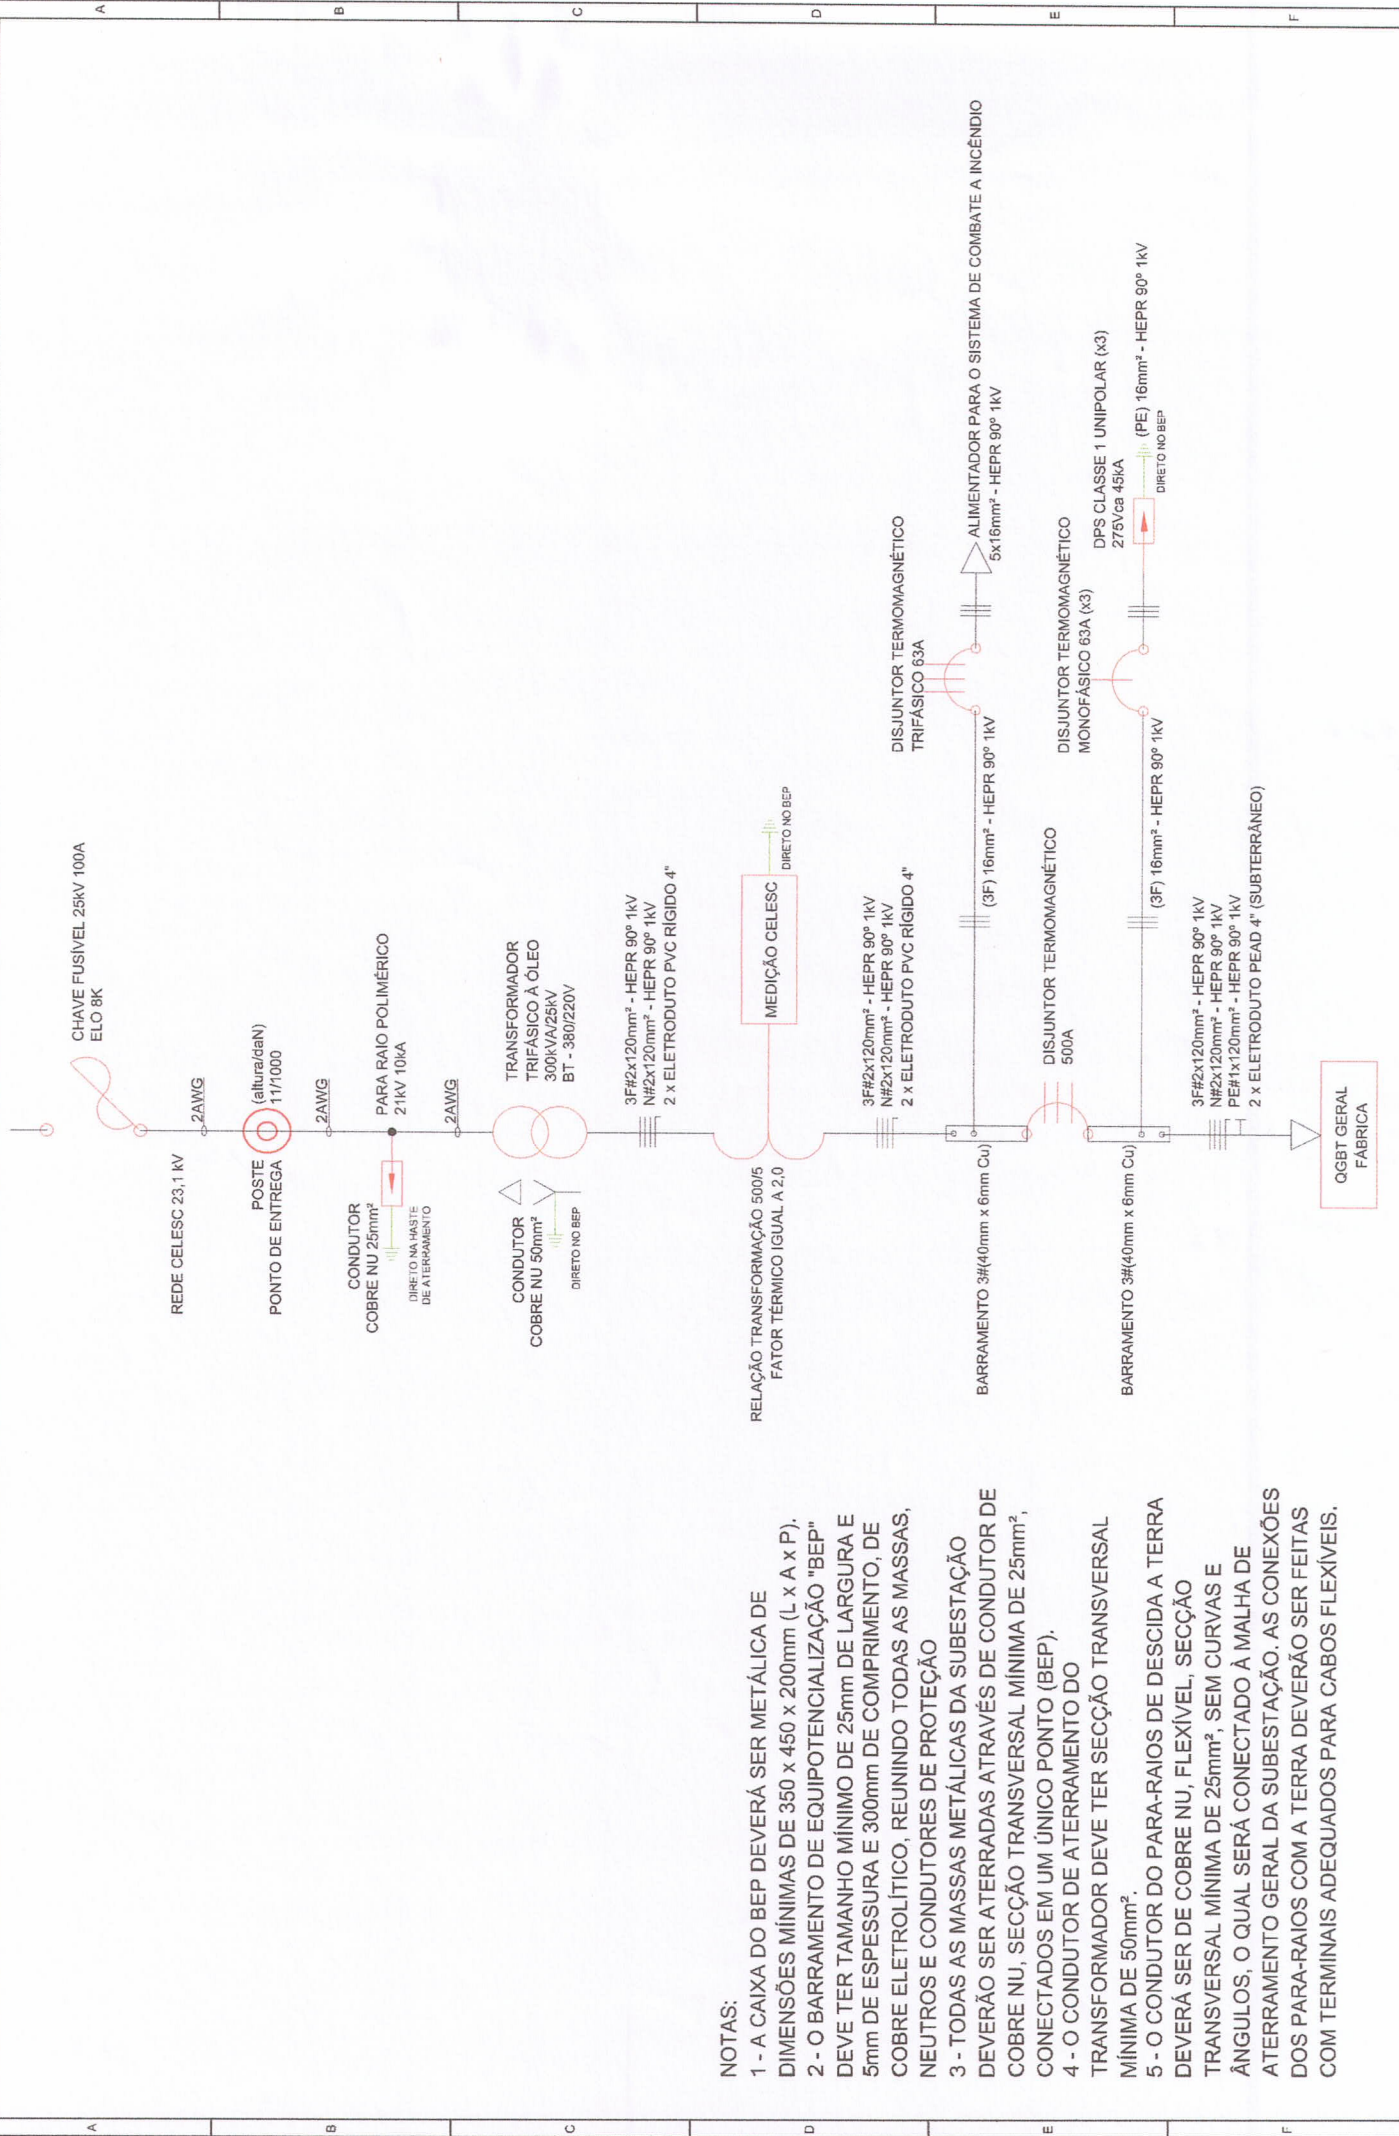 A
B
C
D
E
F
CHAVE FUSÍVEL 25kV 100A
ELO 8K
REDE CELESC 23,1 kV
2AWG
POSTE
PONTO DE ENTREGA
(altura/daN)
11/1000
2AWG
CONDUTOR
COBRE NU 25mm²
DIRETO NA HASTE
DE ATERRAMENTO
PARA RAIO POLIMÉRICO
21kV 10kA
2AWG
CONDUTOR
COBRE NU 50mm²
DIRETO NO BEP
TRANSFORMADOR
TRIFÁSICO À ÓLEO
300kVA/25kV
BT - 380/220V
3F#2x120mm² - HEPR 90º 1kV
N#2x120mm² - HEPR 90º 1kV
2 x ELETRODUTO PVC RÍGIDO 4"
RELAÇÃO TRANSFORMAÇÃO 500/5
FATOR TÉRMICO IGUAL A 2,0
MEDIÇÃO CELESC
DIRETO NO BEP
3F#2x120mm² - HEPR 90º 1kV
N#2x120mm² - HEPR 90º 1kV
2 x ELETRODUTO PVC RÍGIDO 4"
DISJUNTOR TERMOMAGNÉTICO
TRIFÁSICO 63A
BARRAMENTO 3#(40mm x 6mm Cu)
(3F) 16mm² - HEPR 90º 1kV
ALIMENTADOR PARA O SISTEMA DE COMBATE A INCÊNDIO
5x16mm² - HEPR 90º 1kV
DISJUNTOR TERMOMAGNÉTICO
500A
DISJUNTOR TERMOMAGNÉTICO
MONOFÁSICO 63A (x3)
DPS CLASSE 1 UNIPOLAR (x3)
275Vca 45kA
BARRAMENTO 3#(40mm x 6mm Cu)
(3F) 16mm² - HEPR 90º 1kV
(PE) 16mm² - HEPR 90º 1kV
DIRETO NO BEP
3F#2x120mm² - HEPR 90º 1kV
N#2x120mm² - HEPR 90º 1kV
PE#1x120mm² - HEPR 90º 1kV
2 x ELETRODUTO PEAD 4" (SUBTERRÂNEO)
QGBT GERAL
FÁBRICA
NOTAS:
1 - A CAIXA DO BEP DEVERÁ SER METÁLICA DE
DIMENSÕES MÍNIMAS DE 350 x 450 x 200mm (L x A x P).
2 - O BARRAMENTO DE EQUIPOTENCIALIZAÇÃO "BEP"
DEVE TER TAMANHO MÍNIMO DE 25mm DE LARGURA E
5mm DE ESPESSURA E 300mm DE COMPRIMENTO, DE
COBRE ELETROLÍTICO, REUNINDO TODAS AS MASSAS,
NEUTROS E CONDUTORES DE PROTEÇÃO
3 - TODAS AS MASSAS METÁLICAS DA SUBESTAÇÃO
DEVERÃO SER ATERRADAS ATRAVÉS DE CONDUTOR DE
COBRE NU, SECÇÃO TRANSVERSAL MÍNIMA DE 25mm²,
CONECTADOS EM UM ÚNICO PONTO (BEP).
4 - O CONDUTOR DE ATERRAMENTO DO
TRANSFORMADOR DEVE TER SECÇÃO TRANSVERSAL
MÍNIMA DE 50mm².
5 - O CONDUTOR DO PARA-RAIOS DE DESCIDA A TERRA
DEVERÁ SER DE COBRE NU, FLEXÍVEL, SECÇÃO
TRANSVERSAL MÍNIMA DE 25mm², SEM CURVAS E
ÂNGULOS, O QUAL SERÁ CONECTADO À MALHA DE
ATERRAMENTO GERAL DA SUBESTAÇÃO. AS CONEXÕES
DOS PARA-RAIOS COM A TERRA DEVERÃO SER FEITAS
COM TERMINAIS ADEQUADOS PARA CABOS FLEXÍVEIS.
A
B
C
D
E
F